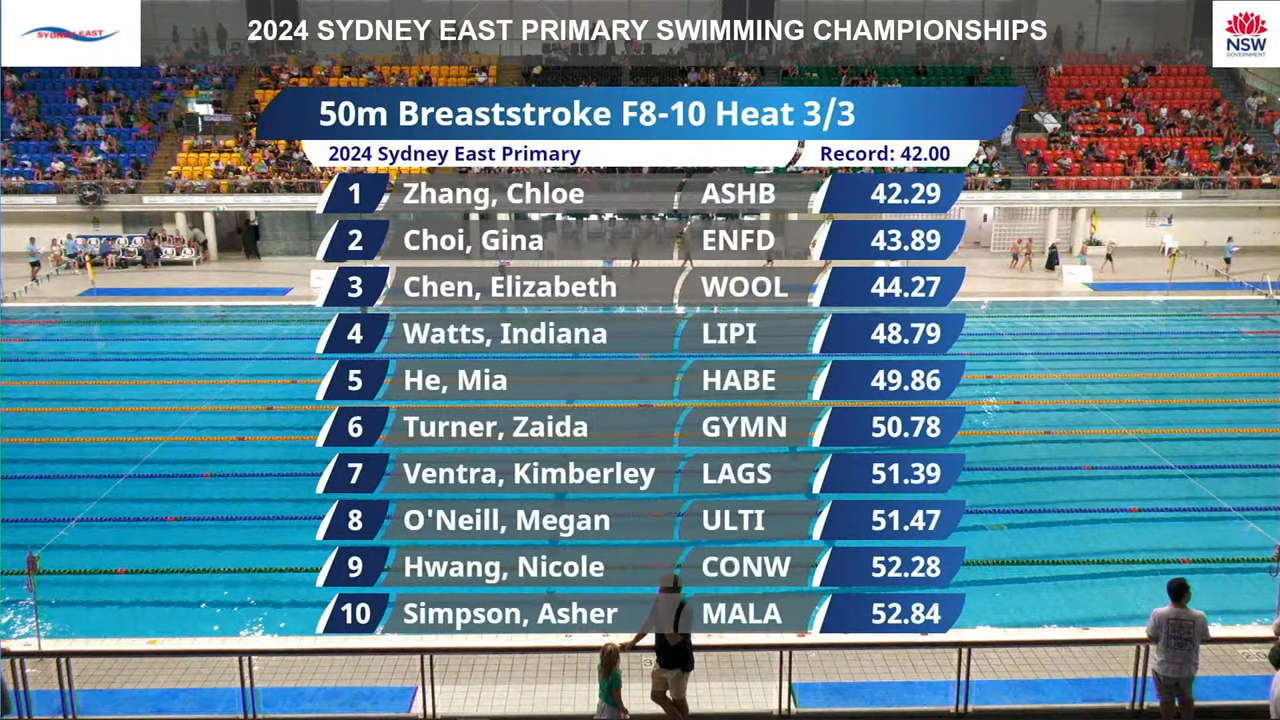 SYDNEY EAST
2024 SYDNEY EAST PRIMARY SWIMMING CHAMPIONSHIPS
NSW
GOVERNMENT
50m Breaststroke F8-10 Heat 3/3
2024 Sydney East Primary Record: 42.00
1 Zhang, Chloe ASHB 42.29
2 Choi, Gina ENFD 43.89
3 Chen, Elizabeth WOOL 44.27
4 Watts, Indiana LIPI 48.79
5 He, Mia HABE 49.86
6 Turner, Zaida GYMN 50.78
7 Ventra, Kimberley LAGS 51.39
8 O'Neill, Megan ULTI 51.47
9 Hwang, Nicole CONW 52.28
10 Simpson, Asher MALA 52.84
3